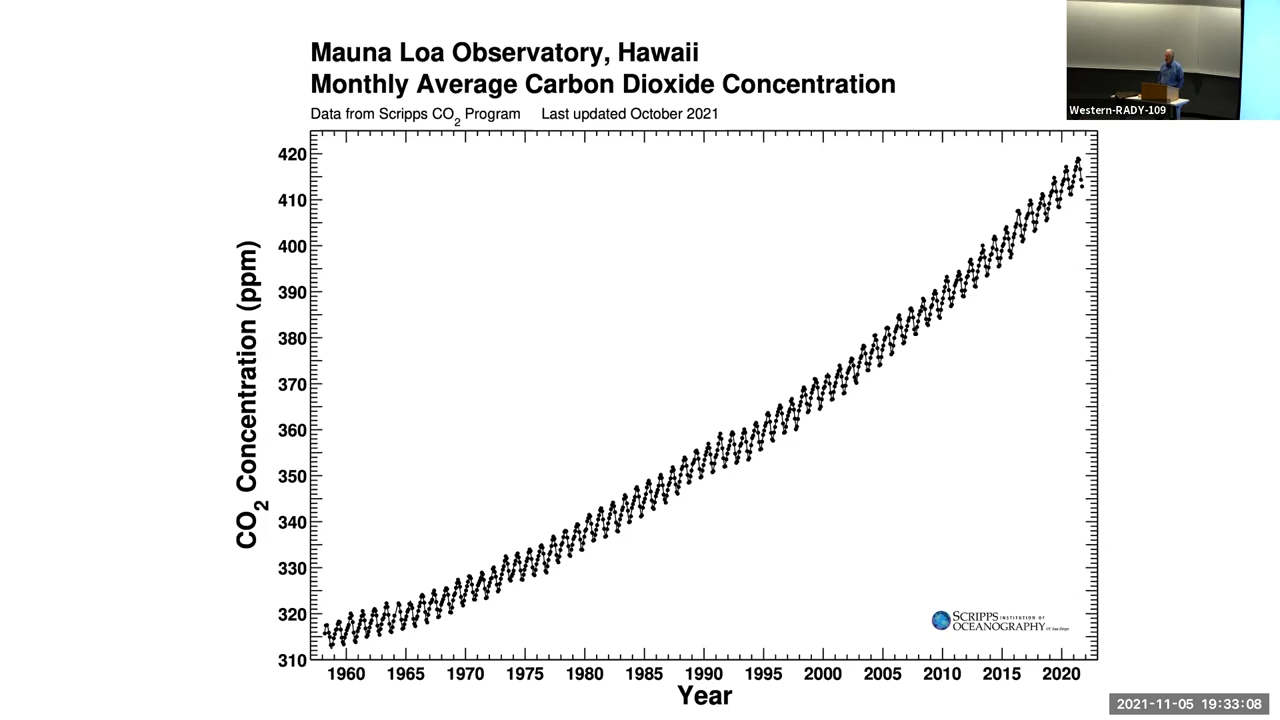 Mauna Loa Observatory, Hawaii
Monthly Average Carbon Dioxide Concentration
Data from Scripps CO2 Program Last updated October 2021
Western-RADY-109
CO2 Concentration (ppm)
420
410
400
390
380
370
360
350
340
330
320
310
SCRIPPS INSTITUTION OF
OCEANOGRAPHY UC San Diego
1960 1965 1970 1975 1980 1985 1990 1995 2000 2005 2010 2015 2020
Year
2021-11-05 19:33:08